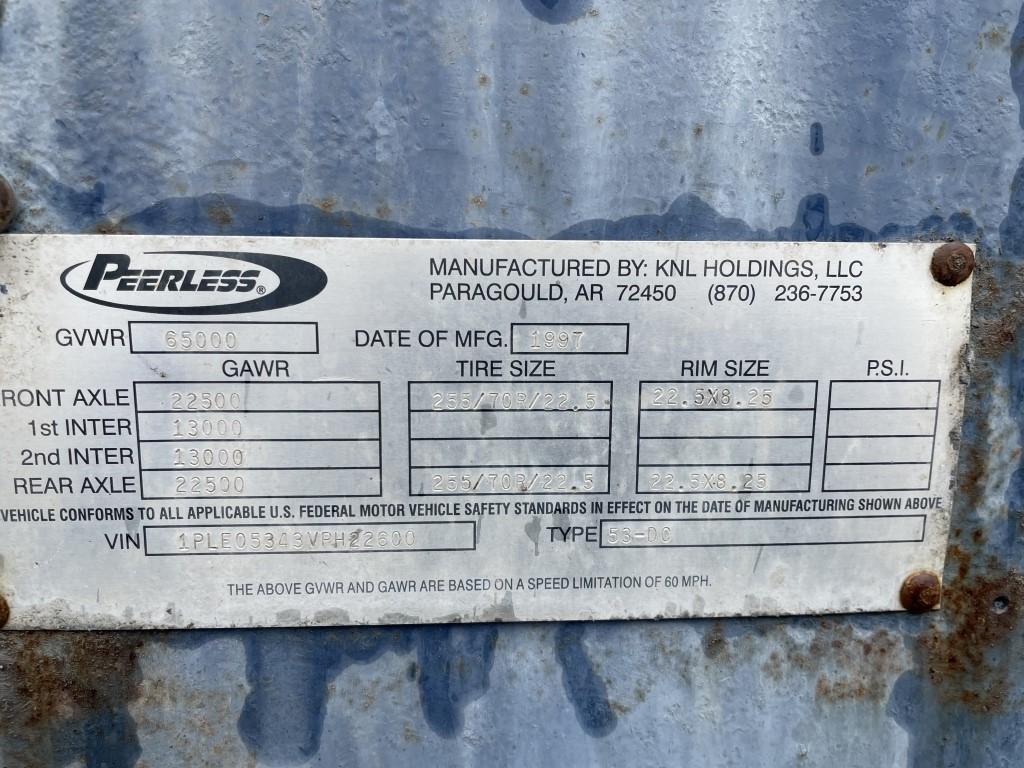 PEERLESS®
MANUFACTURED BY: KNL HOLDINGS, LLC
PARAGOULD, AR 72450 (870) 236-7753
GVWR 65000 DATE OF MFG. 1997
GAWR TIRE SIZE RIM SIZE P.S.I.
RONT AXLE 22500 255/70R/22.5 22.5X8.25
1st INTER 13000
2nd INTER 13000
REAR AXLE 22500 255/70R/22.5 22.5X8.25
VEHICLE CONFORMS TO ALL APPLICABLE U.S. FEDERAL MOTOR VEHICLE SAFETY STANDARDS IN EFFECT ON THE DATE OF MANUFACTURING SHOWN ABOVE
VIN 1PLE05343VPH22600 TYPE 53-DC
THE ABOVE GVWR AND GAWR ARE BASED ON A SPEED LIMITATION OF 60 MPH.